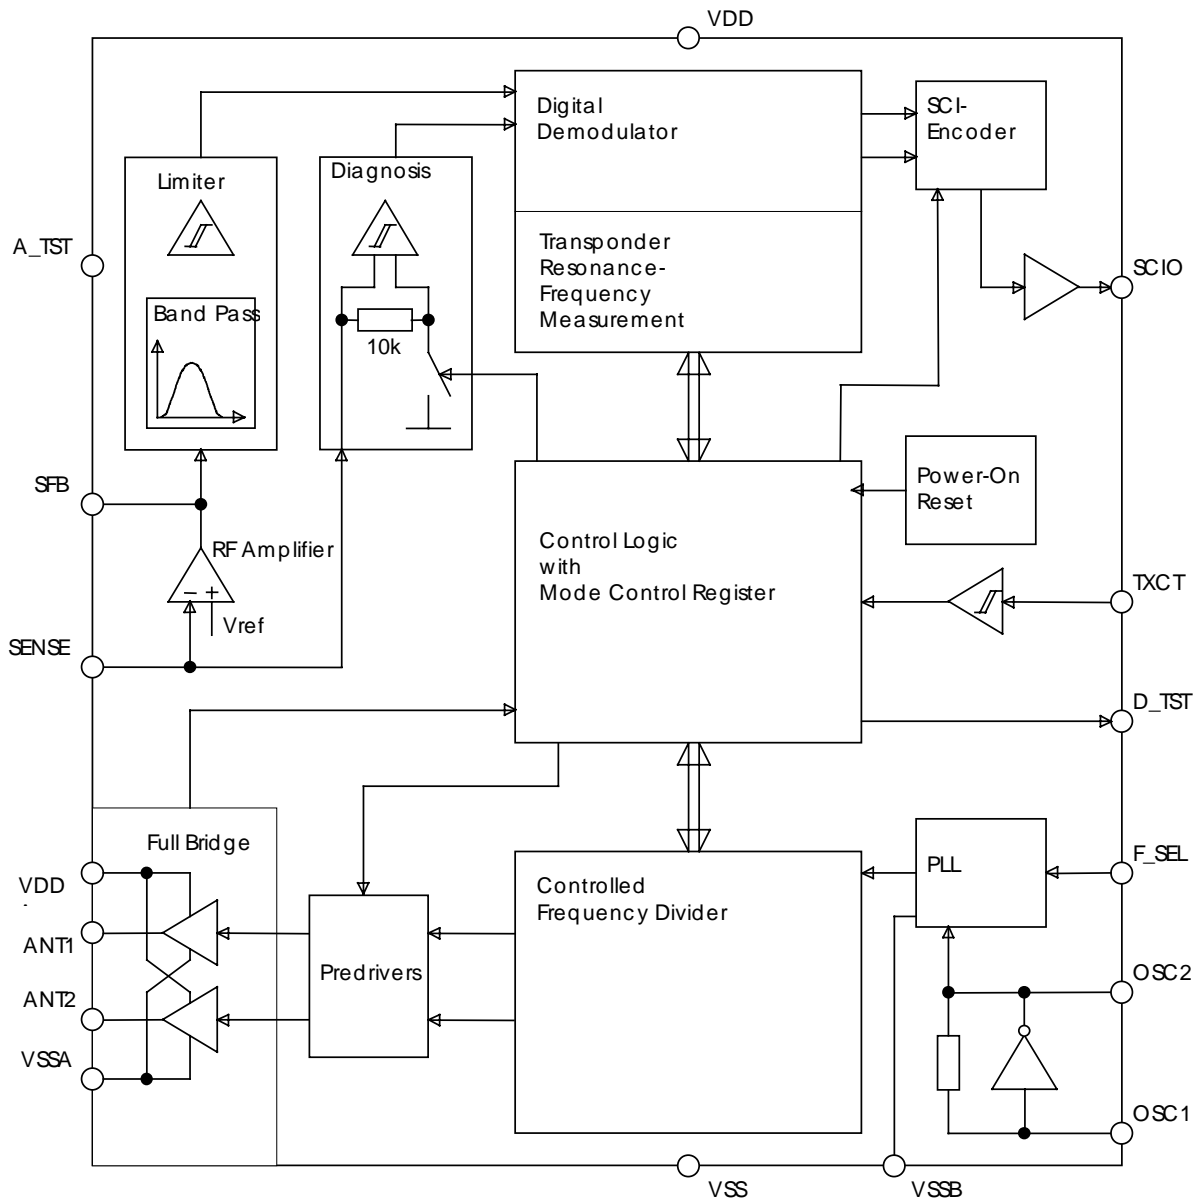 VDD
Digital
Demodulator
SCI-
Encoder
Limiter
Diagnosis
A_TST
Transponder
Resonance-
Frequency
Measurement
SCIO
Band Pass
10k
SFB
Power-On
Reset
RF Amplifier
Control Logic
with
Mode Control Register
TXCT
- +
Vref
SENSE
D_TST
Full Bridge
F_SEL
PLL
VDD
Controlled
Frequency Divider
ANT1
Predrivers
OSC2
ANT2
VSSA
OSC1
VSS
VSSB